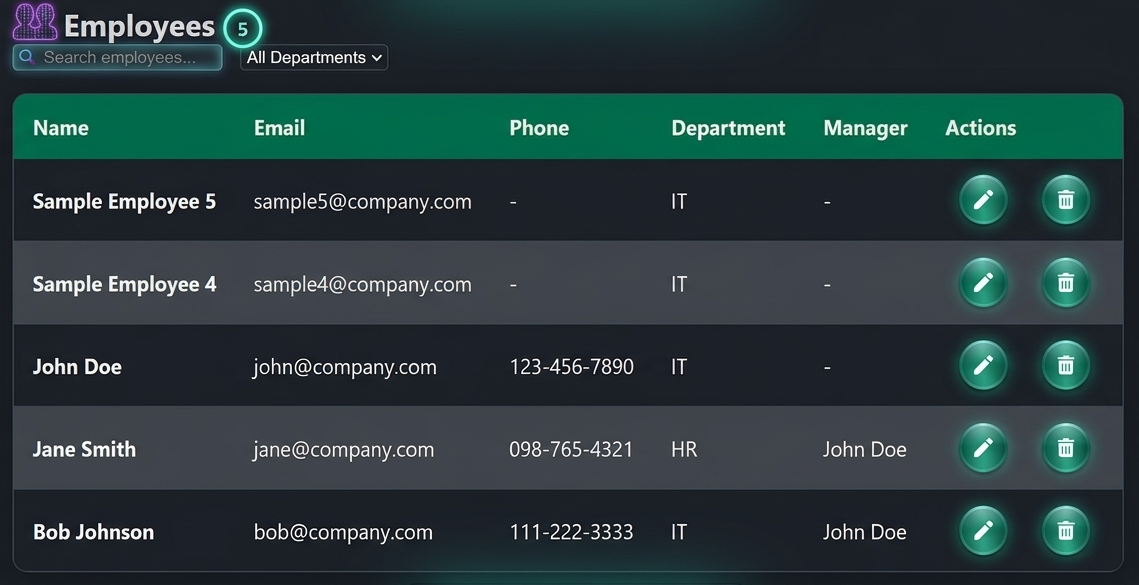 Employees 5
Search employees... All Departments
Name Email Phone Department Manager Actions
Sample Employee 5 sample5@company.com - IT -
Sample Employee 4 sample4@company.com - IT -
John Doe john@company.com 123-456-7890 IT -
Jane Smith jane@company.com 098-765-4321 HR John Doe
Bob Johnson bob@company.com 111-222-3333 IT John Doe